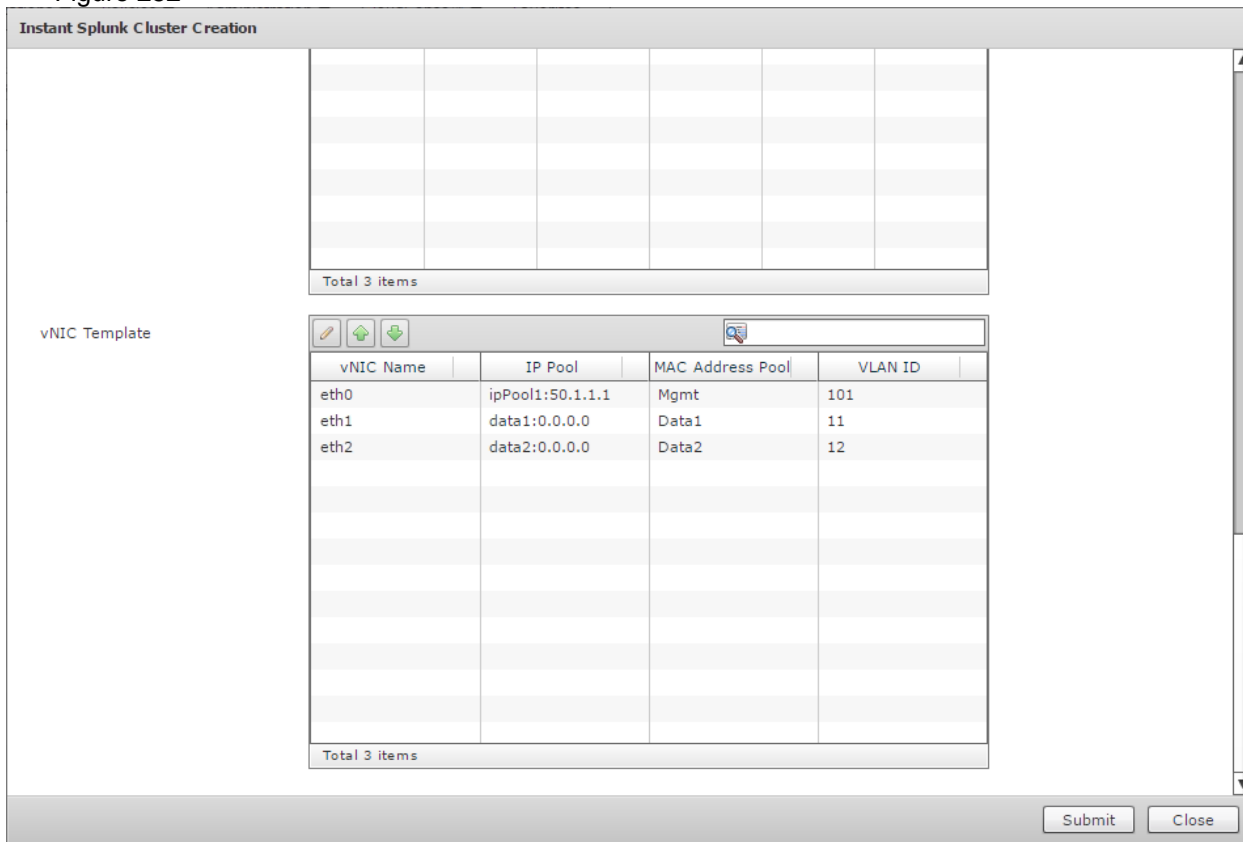 Instant Splunk Cluster Creation
Total 3 items
vNIC Template
vNIC Name IP Pool MAC Address Pool VLAN ID
eth0 ipPool1:50.1.1.1 Mgmt 101
eth1 data1:0.0.0.0 Data1 11
eth2 data2:0.0.0.0 Data2 12
Total 3 items
Submit Close